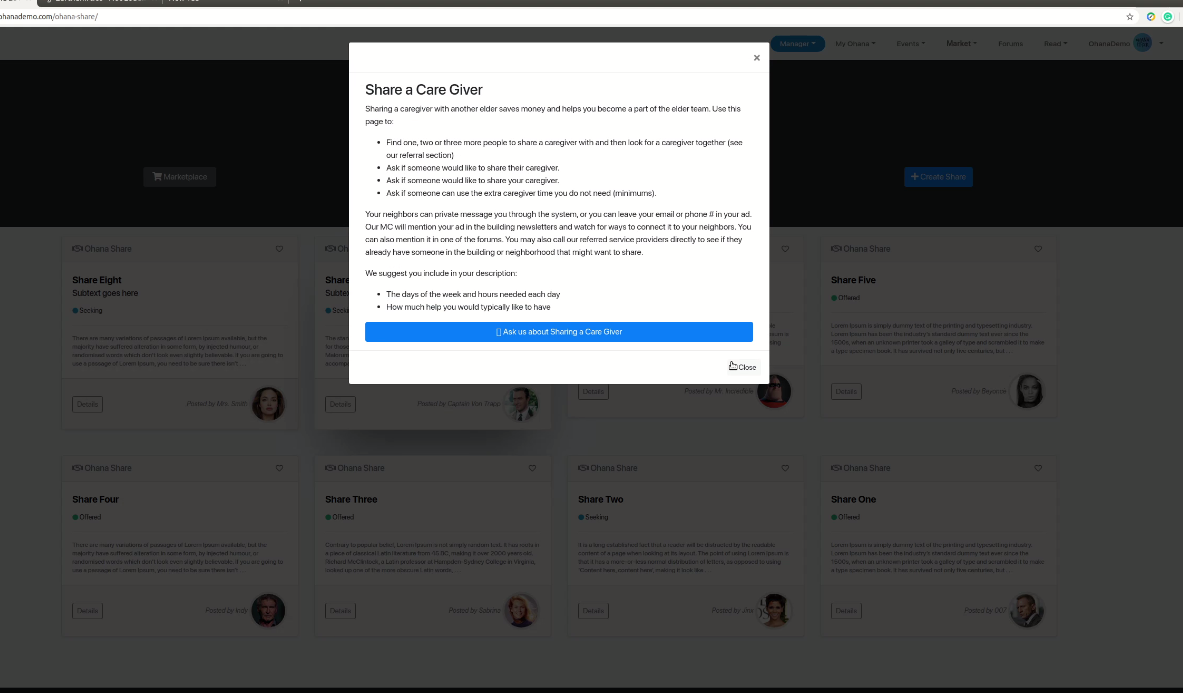 ohanademo.com/ohana-share/
Manager My Ohana Events Market Forums Read OhanaDemo
×
Share a Care Giver
Sharing a caregiver with another elder saves money and helps you become a part of the elder team. Use this
page to:
Find one, two or three more people to share a caregiver with and then look for a caregiver together (see
our referral section)
Ask if someone would like to share their caregiver.
Ask if someone would like to share your caregiver.
Ask if someone can use the extra caregiver time you do not need (minimums).
Your neighbors can private message you through the system, or you can leave your email or phone # in your ad.
Our MC will mention your ad in the building newsletters and watch for ways to connect it to your neighbors. You
can also mention it in one of the forums. You may also call our referred service providers directly to see if they
already have someone in the building or neighborhood that might want to share.
We suggest you include in your description:
The days of the week and hours needed each day
How much help you would typically like to have
Ask us about Sharing a Care Giver
Close
Marketplace
Create Share
Ohana Share
Share Eight
Subtext goes here
Seeking
There are many variations of passages of Lorem Ipsum available, but the
majority have suffered alteration in some form, by injected humour, or
randomised words which don't look even slightly believable. If you are going to
use a passage of Lorem Ipsum, you need to be sure there isn't ...
Details
Posted by Mrs. Smith
Details
Posted by Captain Von Trapp
Details
Posted by Mr. Incredible
Ohana Share
Share Five
Offered
Lorem Ipsum is simply dummy text of the printing and typesetting industry.
Lorem Ipsum has been the industry's standard dummy text ever since the
1500s, when an unknown printer took a galley of type and scrambled it to make
a type specimen book. It has survived not only five centuries, but ...
Details
Posted by Beyonce
Ohana Share
Share Four
Offered
There are many variations of passages of Lorem Ipsum available, but the
majority have suffered alteration in some form, by injected humour, or
randomised words which don't look even slightly believable. If you are going to
use a passage of Lorem Ipsum, you need to be sure there isn't ...
Details
Posted by Indy
Ohana Share
Share Three
Offered
Contrary to popular belief, Lorem Ipsum is not simply random text. It has roots in
a piece of classical Latin literature from 45 BC, making it over 2000 years old.
Richard McClintock, a Latin professor at Hampden-Sydney College in Virginia,
looked up one of the more obscure Latin words, ...
Details
Posted by Sabrina
Ohana Share
Share Two
Seeking
It is a long established fact that a reader will be distracted by the readable
content of a page when looking at its layout. The point of using Lorem Ipsum is
that it has a more-or-less normal distribution of letters, as opposed to using
'Content here, content here', making it look like ...
Details
Posted by Jinx
Ohana Share
Share One
Offered
Lorem Ipsum is simply dummy text of the printing and typesetting industry.
Lorem Ipsum has been the industry's standard dummy text ever since the
1500s, when an unknown printer took a galley of type and scrambled it to make
a type specimen book. It has survived not only five centuries, but ...
Details
Posted by 007